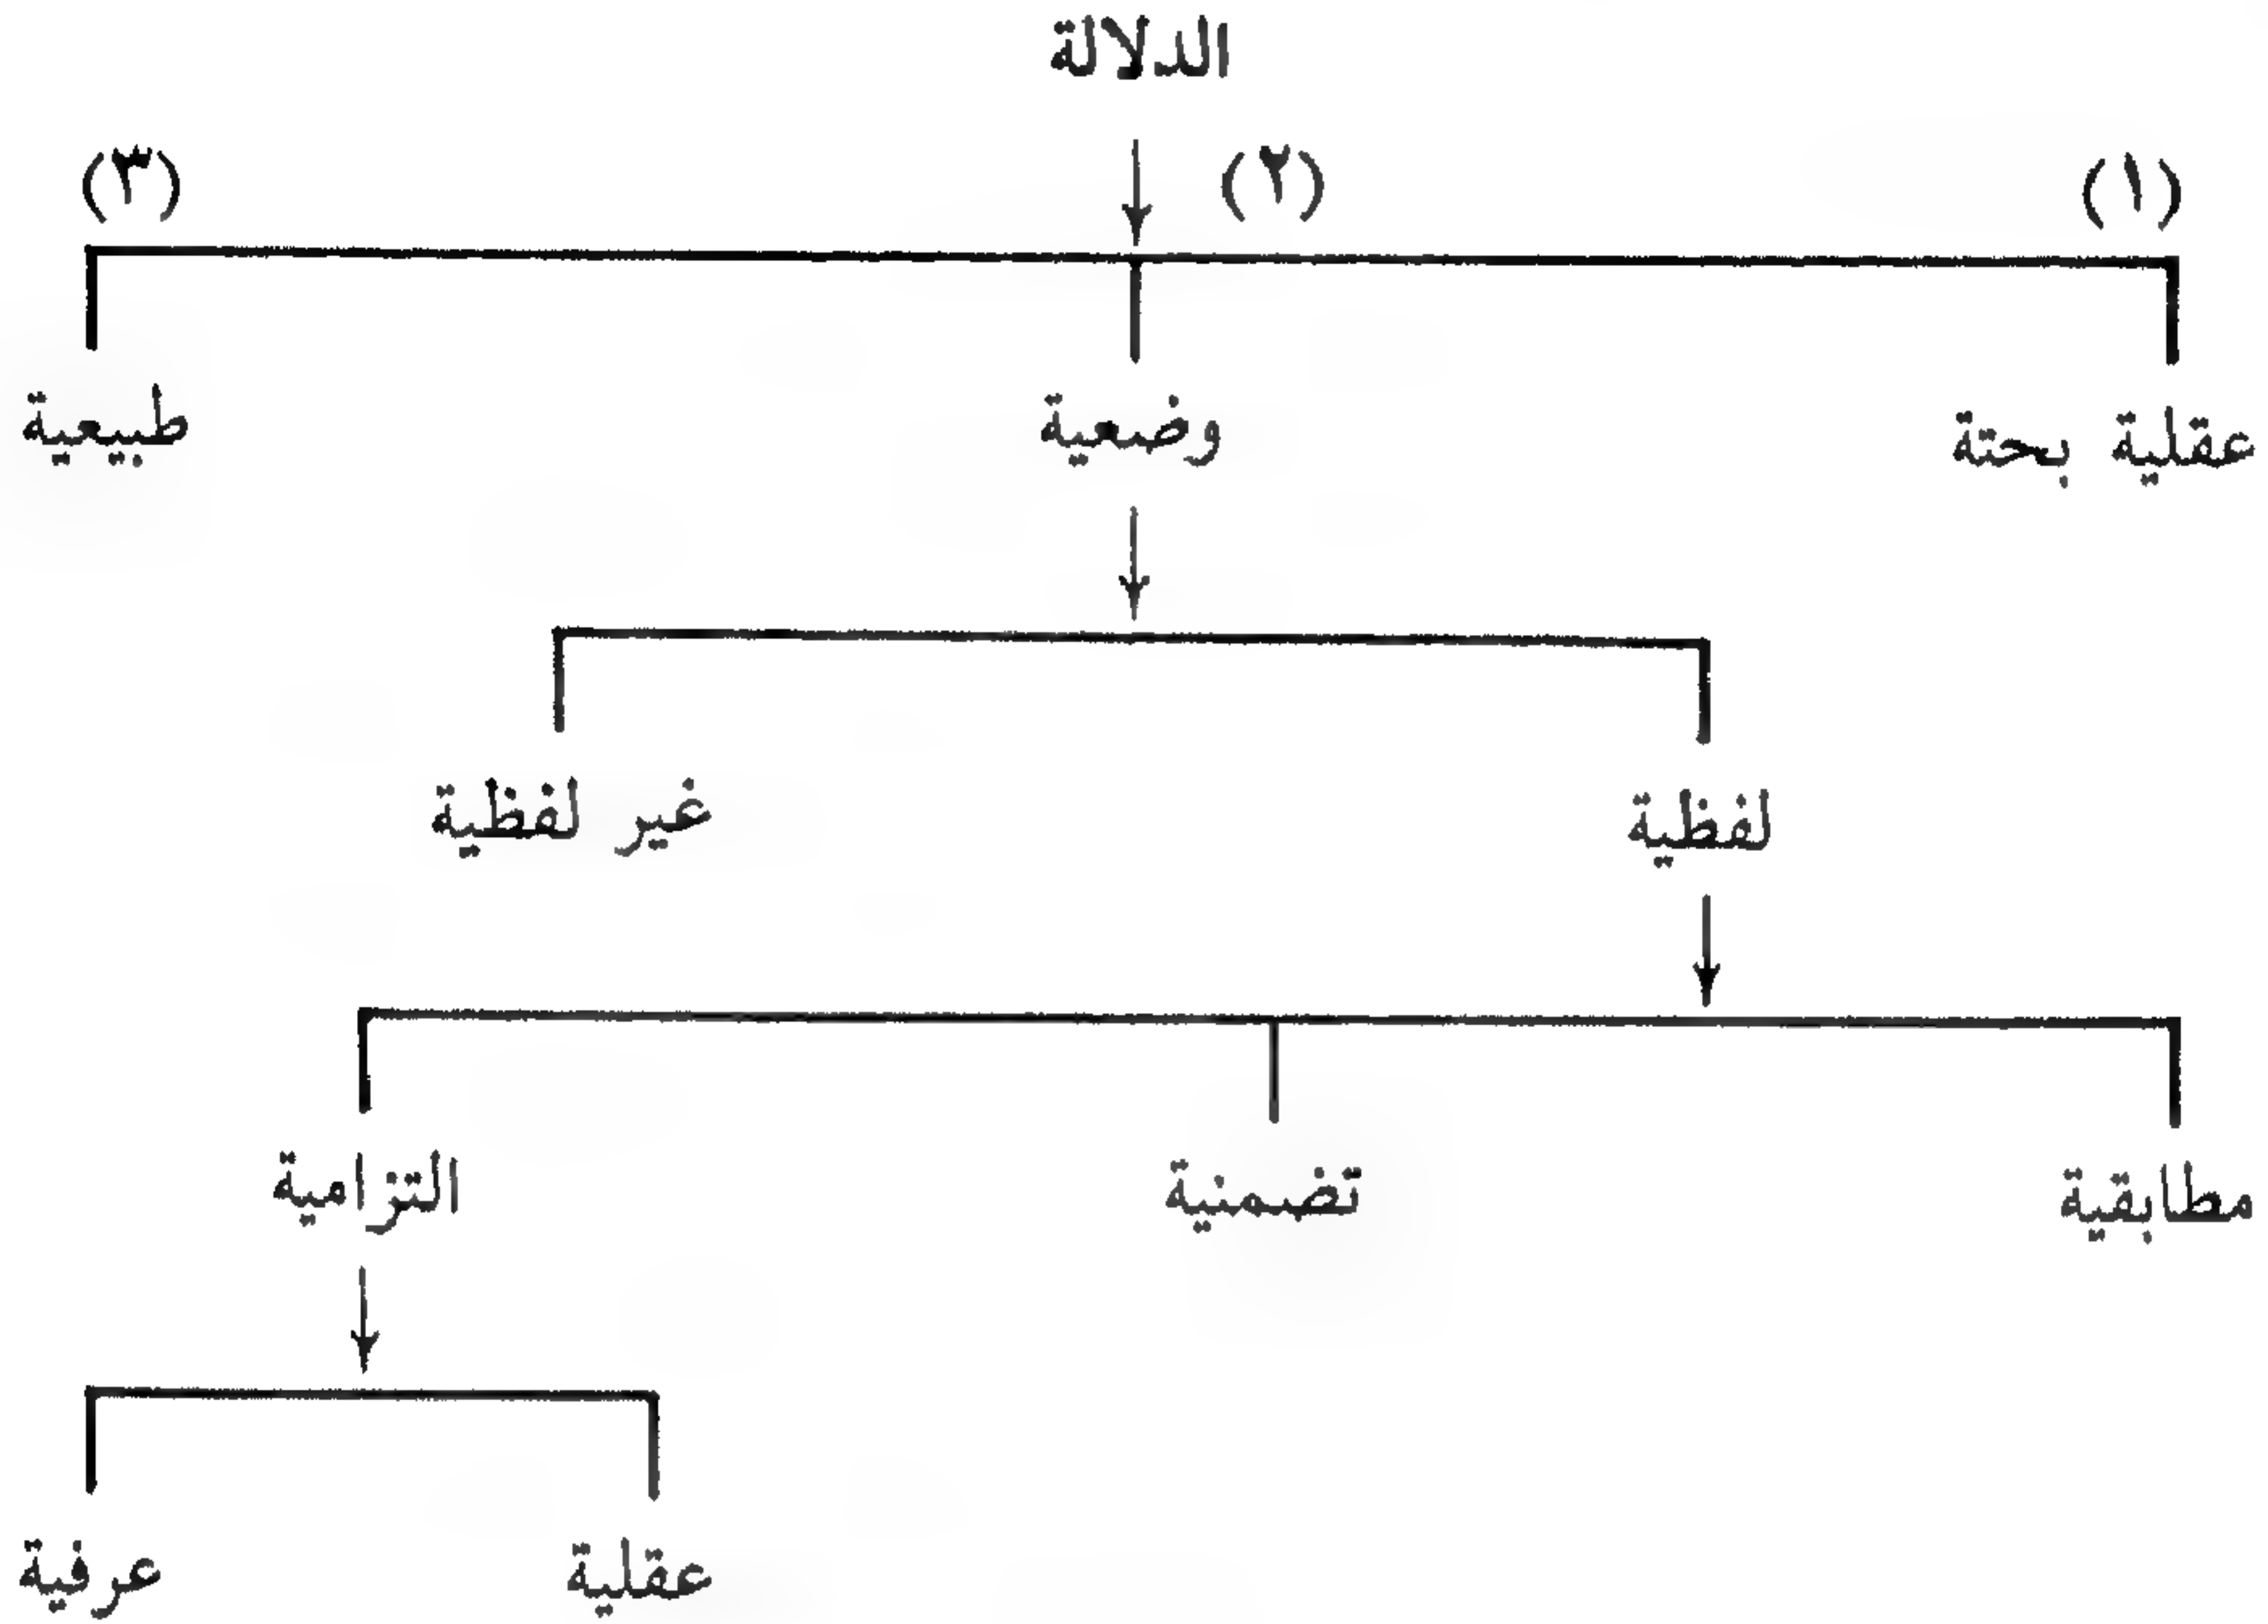 الدلالة
(١) (٢) (٣)
عقلية بحتة وضعية طبيعية
لفظية غير لفظية
مطابقية تضمنية التزامية
عقلية عرفية